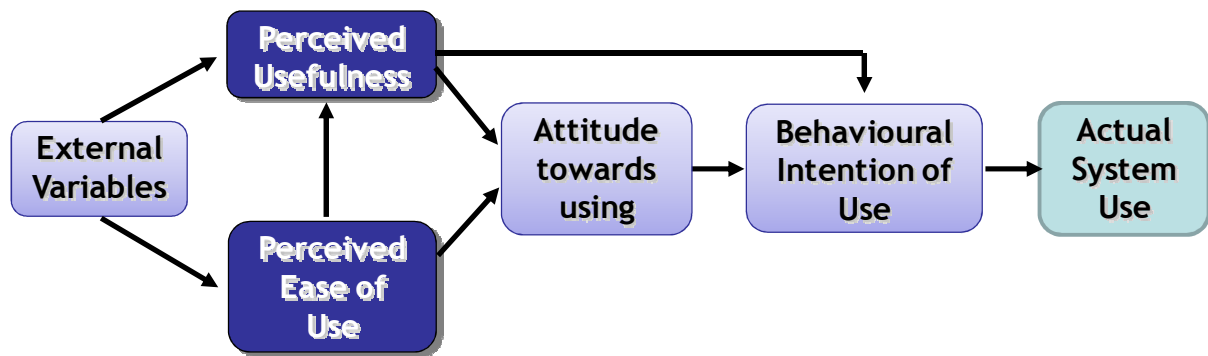 Perceived
Usefulness
External
Variables
Perceived
Ease of
Use
Attitude
towards
using
Behavioural
Intention of
Use
Actual
System
Use